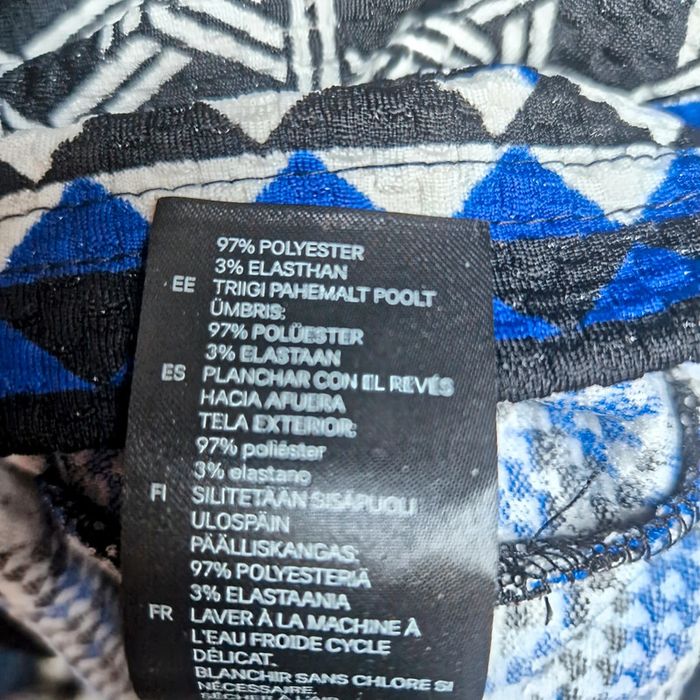 97% POLYESTER
3% ELASTHAN
EE TRIIGI PAHEMALT POOLT
ÜMBRIS:
97% POLÜESTER
3% ELASTAAN
ES PLANCHAR CON EL REVÉS
HACIA AFUERA
TELA EXTERIOR:
97% poliéster
3% elastano
FI SILITETÄÄN SISÄPUOLI
ULOSPÄIN
PÄÄLLISKANGAS:
97% POLYESTERIÄ
3% ELASTAANIA
FR LAVER À LA MACHINE À
L'EAU FROIDE CYCLE
DÉLICAT.
BLANCHIR SANS CHLORE SI
NÉCESSAIRE.